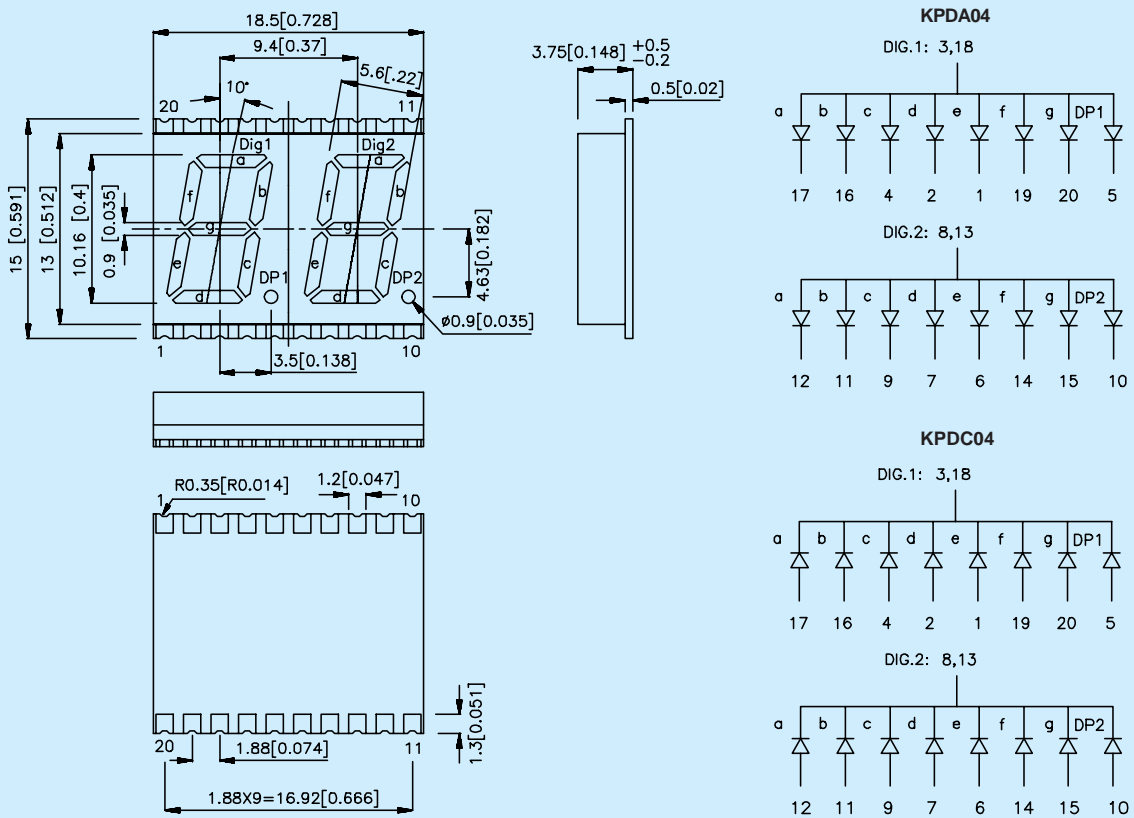 18.5[0.728]
9.4[0.37]
5.6[.22]
10°
20
11
Dig1
Dig2
a
b
c
d
e
f
g
DP1
a
b
c
d
e
f
g
DP2
15 [0.591]
13 [0.512]
10.16 [0.4]
0.9 [0.035]
4.63[0.182]
ø0.9[0.035]
1
10
3.5[0.138]
3.75[0.148] +0.5
−0.2
0.5[0.02]
R0.35[R0.014]
1.2[0.047]
1
10
20
11
1.88[0.074]
1.3[0.051]
1.88X9=16.92[0.666]
KPDA04
DIG.1: 3,18
a b c d e f g DP1
17 16 4 2 1 19 20 5
DIG.2: 8,13
a b c d e f g DP2
12 11 9 7 6 14 15 10
KPDC04
DIG.1: 3,18
a b c d e f g DP1
17 16 4 2 1 19 20 5
DIG.2: 8,13
a b c d e f g DP2
12 11 9 7 6 14 15 10